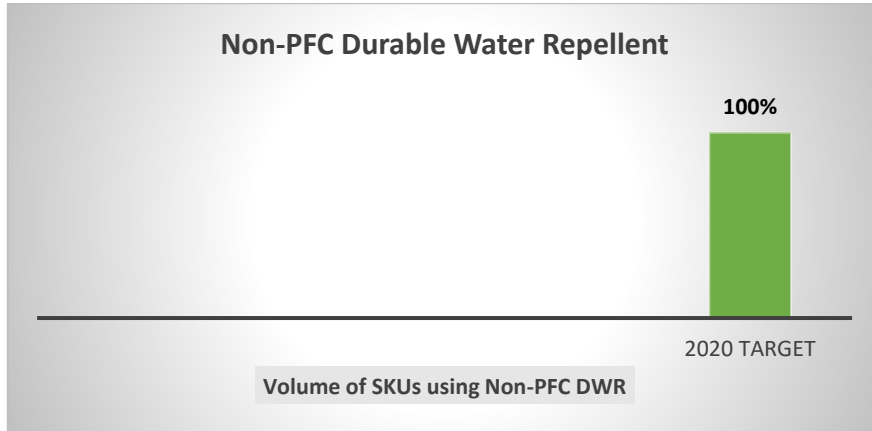 Non-PFC Durable Water Repellent
100%
2020 TARGET
Volume of SKUs using Non-PFC DWR